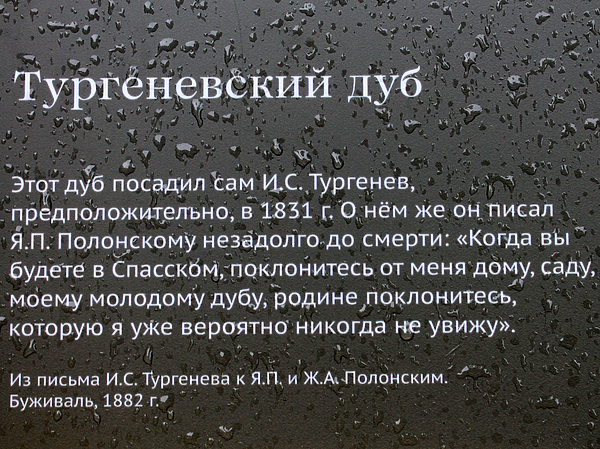 Тургеневский дуб
Этот дуб посадил сам И.С. Тургенев,
предположительно, в 1831 г. О нём же он писал
Я.П. Полонскому незадолго до смерти: «Когда вы
будете в Спасском, поклонитесь от меня дому, саду,
моему молодому дубу, родине поклонитесь,
которую я уже вероятно никогда не увижу».
Из письма И.С. Тургенева к Я.П. и Ж.А. Полонским.
Буживаль, 1882 г.